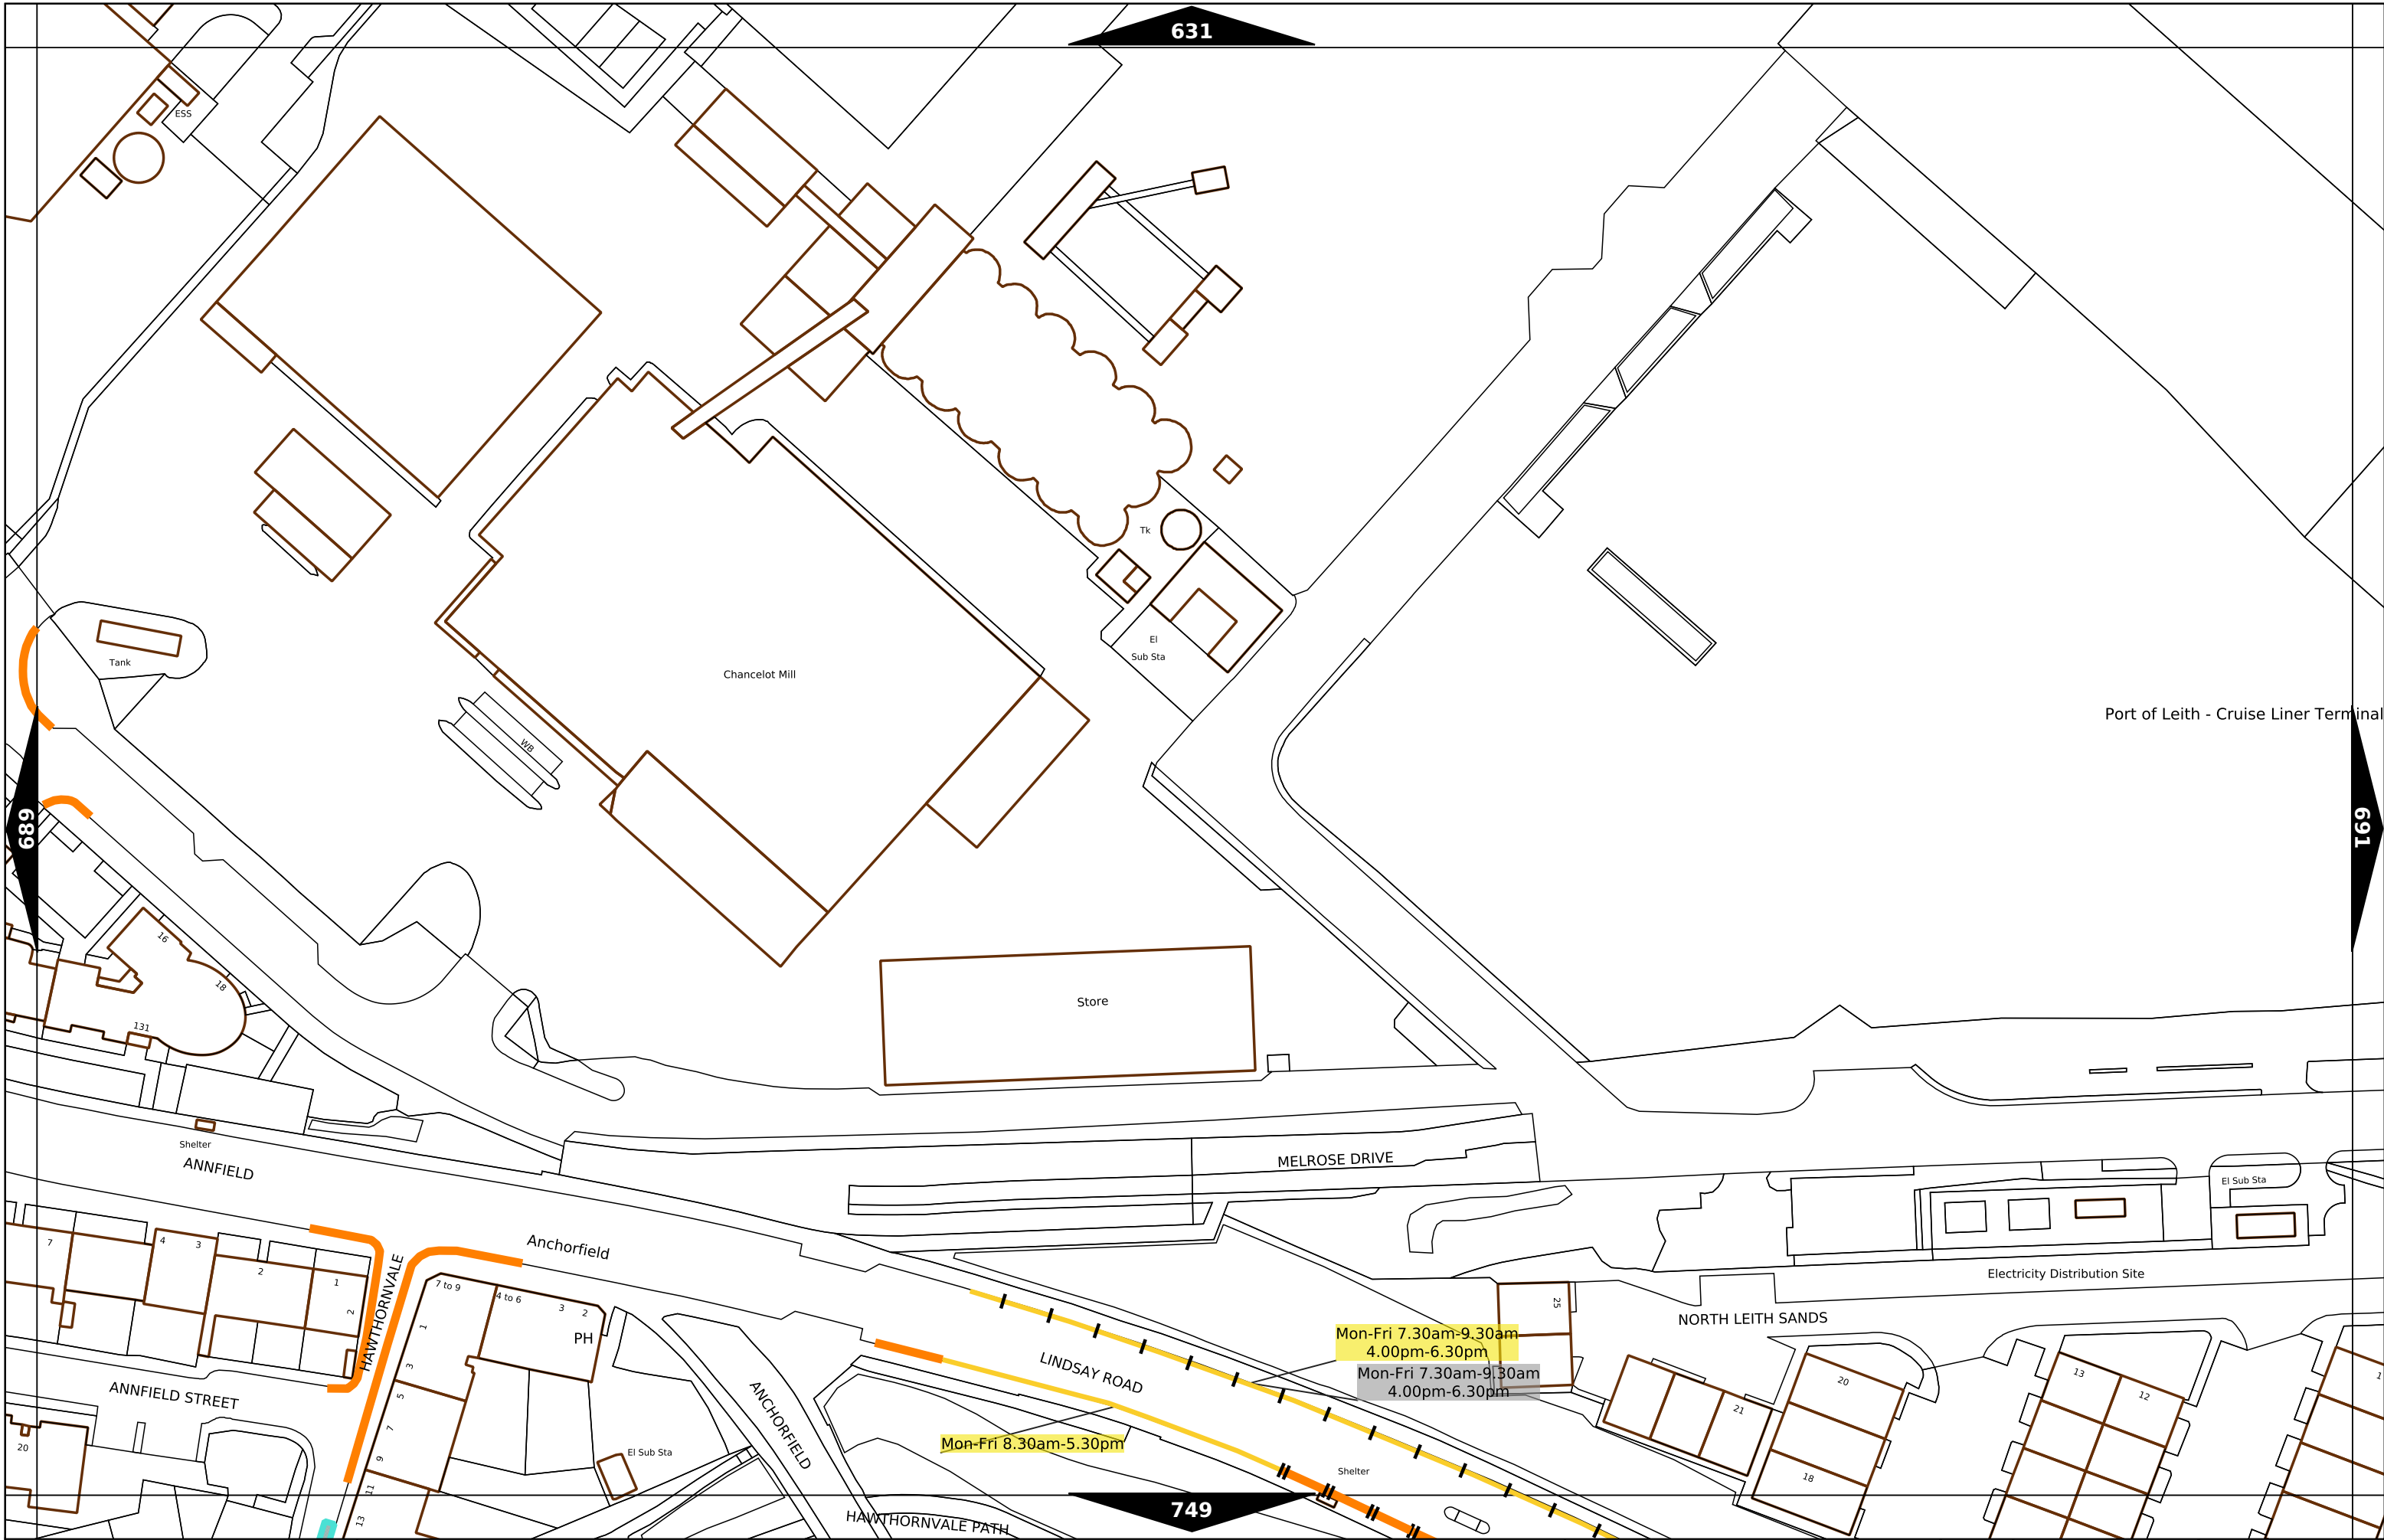 631
ESS
Tk
El
Sub Sta
Tank
Chancelot Mill
Port of Leith - Cruise Liner Terminal
WB
689
691
16
18
131
Store
Shelter
ANNFIELD
MELROSE DRIVE
El Sub Sta
7
4
3
2
1
2
HAWTHORNVALE
Anchorfield
Electricity Distribution Site
7 to 9
4 to 6
3
2
PH
1
3
5
7
9
11
13
25
NORTH LEITH SANDS
Mon-Fri 7.30am-9.30am
4.00pm-6.30pm
Mon-Fri 7.30am-9.30am
4.00pm-6.30pm
LINDSAY ROAD
ANNFIELD STREET
ANCHORFIELD
Mon-Fri 8.30am-5.30pm
20
El Sub Sta
Shelter
21
20
18
13
12
749
HAWTHORNVALE PATH